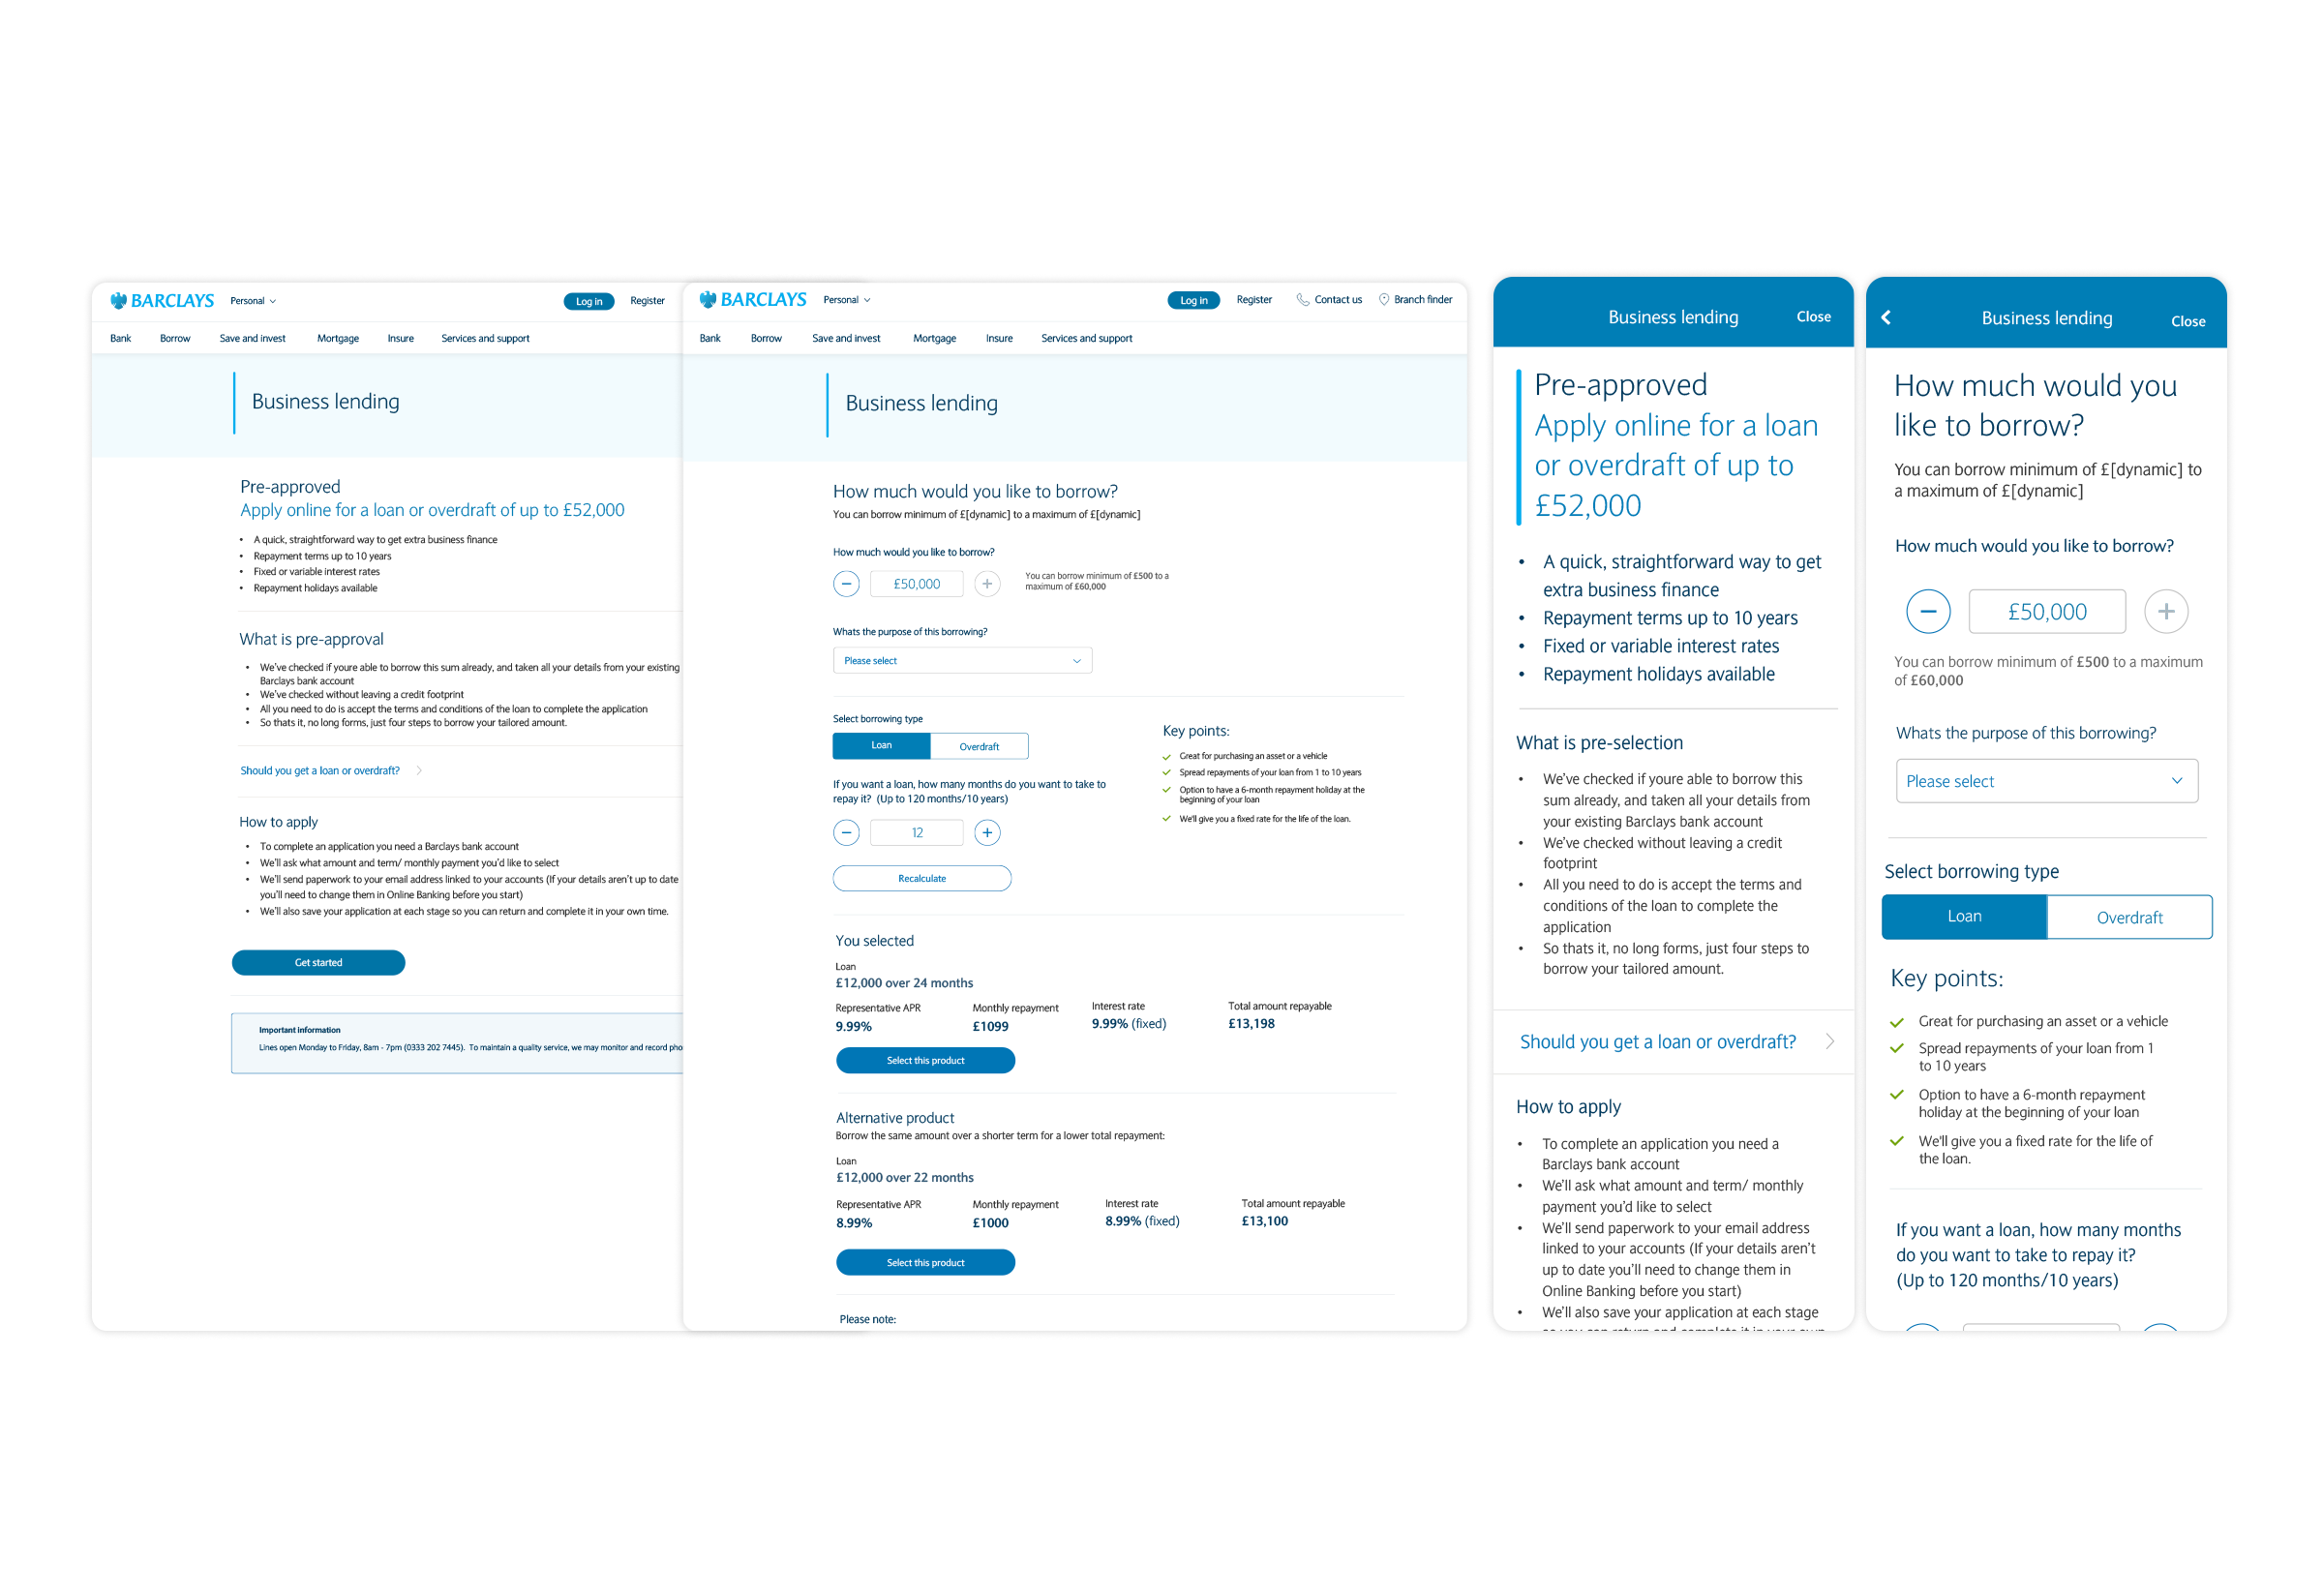 BARCLAYS
Personal
Log in
Register
Bank
Borrow
Save and invest
Mortgage
Insure
Services and support
Business lending
Pre-approved
Apply online for a loan or overdraft of up to £52,000
• A quick, straightforward way to get extra business finance
• Repayment terms up to 10 years
• Fixed or variable interest rates
• Repayment holidays available
What is pre-approval
• We've checked if youre able to borrow this sum already, and taken all your details from your existing
Barclays bank account
• We've checked without leaving a credit footprint
• All you need to do is accept the terms and conditions of the loan to complete the application
• So thats it, no long forms, just four steps to borrow your tailored amount.
Should you get a loan or overdraft?
How to apply
• To complete an application you need a Barclays bank account
• We'll ask what amount and term/ monthly payment you'd like to select
• We'll send paperwork to your email address linked to your accounts (If your details aren't up to date
you'll need to change them in Online Banking before you start)
• We'll also save your application at each stage so you can return and complete it in your own time.
Get started
Important information
Lines open Monday to Friday, 8am - 7pm (0333 202 7445). To maintain a quality service, we may monitor and record pho
BARCLAYS
Personal
Log in
Register
Contact us
Branch finder
Bank
Borrow
Save and invest
Mortgage
Insure
Services and support
Business lending
How much would you like to borrow?
You can borrow minimum of £[dynamic] to a maximum of £[dynamic]
How much would you like to borrow?
£50,000
You can borrow minimum of £500 to a
maximum of £60,000
Whats the purpose of this borrowing?
Please select
Select borrowing type
Loan
Overdraft
If you want a loan, how many months do you want to take to
repay it? (Up to 120 months/10 years)
12
Recalculate
Key points:
Great for purchasing an asset or a vehicle
Spread repayments of your loan from 1 to 10 years
Option to have a 6-month repayment holiday at the
beginning of your loan
We'll give you a fixed rate for the life of the loan.
You selected
Loan
£12,000 over 24 months
Representative APR
9.99%
Monthly repayment
£1099
Interest rate
9.99% (fixed)
Total amount repayable
£13,198
Select this product
Alternative product
Borrow the same amount over a shorter term for a lower total repayment:
Loan
£12,000 over 22 months
Representative APR
8.99%
Monthly repayment
£1000
Interest rate
8.99% (fixed)
Total amount repayable
£13,100
Select this product
Please note:
Business lending
Close
Pre-approved
Apply online for a loan
or overdraft of up to
£52,000
• A quick, straightforward way to get
extra business finance
• Repayment terms up to 10 years
• Fixed or variable interest rates
• Repayment holidays available
What is pre-selection
• We've checked if youre able to borrow this
sum already, and taken all your details from
your existing Barclays bank account
• We've checked without leaving a credit
footprint
• All you need to do is accept the terms and
conditions of the loan to complete the
application
• So thats it, no long forms, just four steps to
borrow your tailored amount.
Should you get a loan or overdraft?
How to apply
• To complete an application you need a
Barclays bank account
• We'll ask what amount and term/ monthly
payment you'd like to select
• We'll send paperwork to your email address
linked to your accounts (If your details aren't
up to date you'll need to change them in
Online Banking before you start)
• We'll also save your application at each stage
so you can return and complete it in your own
Business lending
Close
How much would you
like to borrow?
You can borrow minimum of £[dynamic] to
a maximum of £[dynamic]
How much would you like to borrow?
£50,000
You can borrow minimum of £500 to a maximum
of £60,000
Whats the purpose of this borrowing?
Please select
Select borrowing type
Loan
Overdraft
Key points:
Great for purchasing an asset or a vehicle
Spread repayments of your loan from 1
to 10 years
Option to have a 6-month repayment
holiday at the beginning of your loan
We'll give you a fixed rate for the life of
the loan.
If you want a loan, how many months
do you want to take to repay it?
(Up to 120 months/10 years)